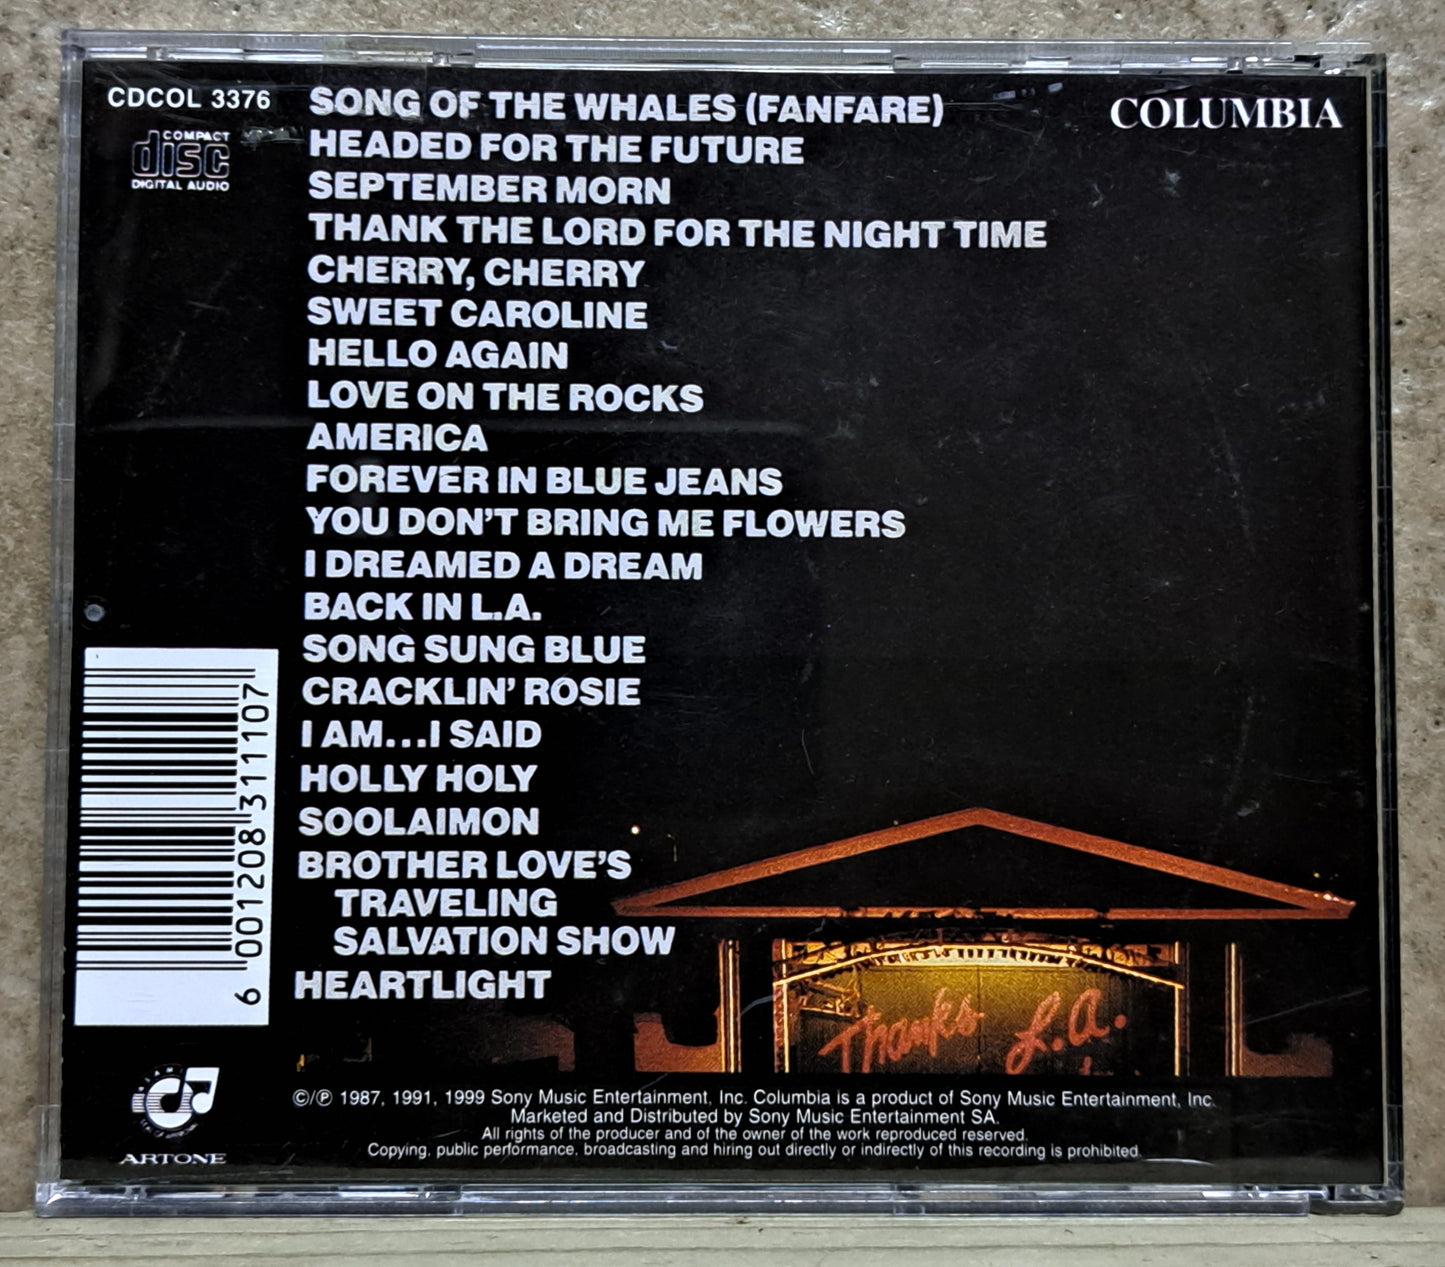 CDCOL 3376
COMPACT
disc
DIGITAL AUDIO
COLUMBIA
SONG OF THE WHALES (FANFARE)
HEADED FOR THE FUTURE
SEPTEMBER MORN
THANK THE LORD FOR THE NIGHT TIME
CHERRY, CHERRY
SWEET CAROLINE
HELLO AGAIN
LOVE ON THE ROCKS
AMERICA
FOREVER IN BLUE JEANS
YOU DON'T BRING ME FLOWERS
I DREAMED A DREAM
BACK IN L.A.
SONG SUNG BLUE
CRACKLIN' ROSIE
I AM...I SAID
HOLLY HOLY
SOOLAIMON
BROTHER LOVE'S
TRAVELING
SALVATION SHOW
HEARTLIGHT
6 001208 311107
Thanks L.A.
ARTONE
©/℗ 1987, 1991, 1999 Sony Music Entertainment, Inc. Columbia is a product of Sony Music Entertainment, Inc.
Marketed and Distributed by Sony Music Entertainment SA.
All rights of the producer and of the owner of the work reproduced reserved.
Copying, public performance, broadcasting and hiring out directly or indirectly of this recording is prohibited.